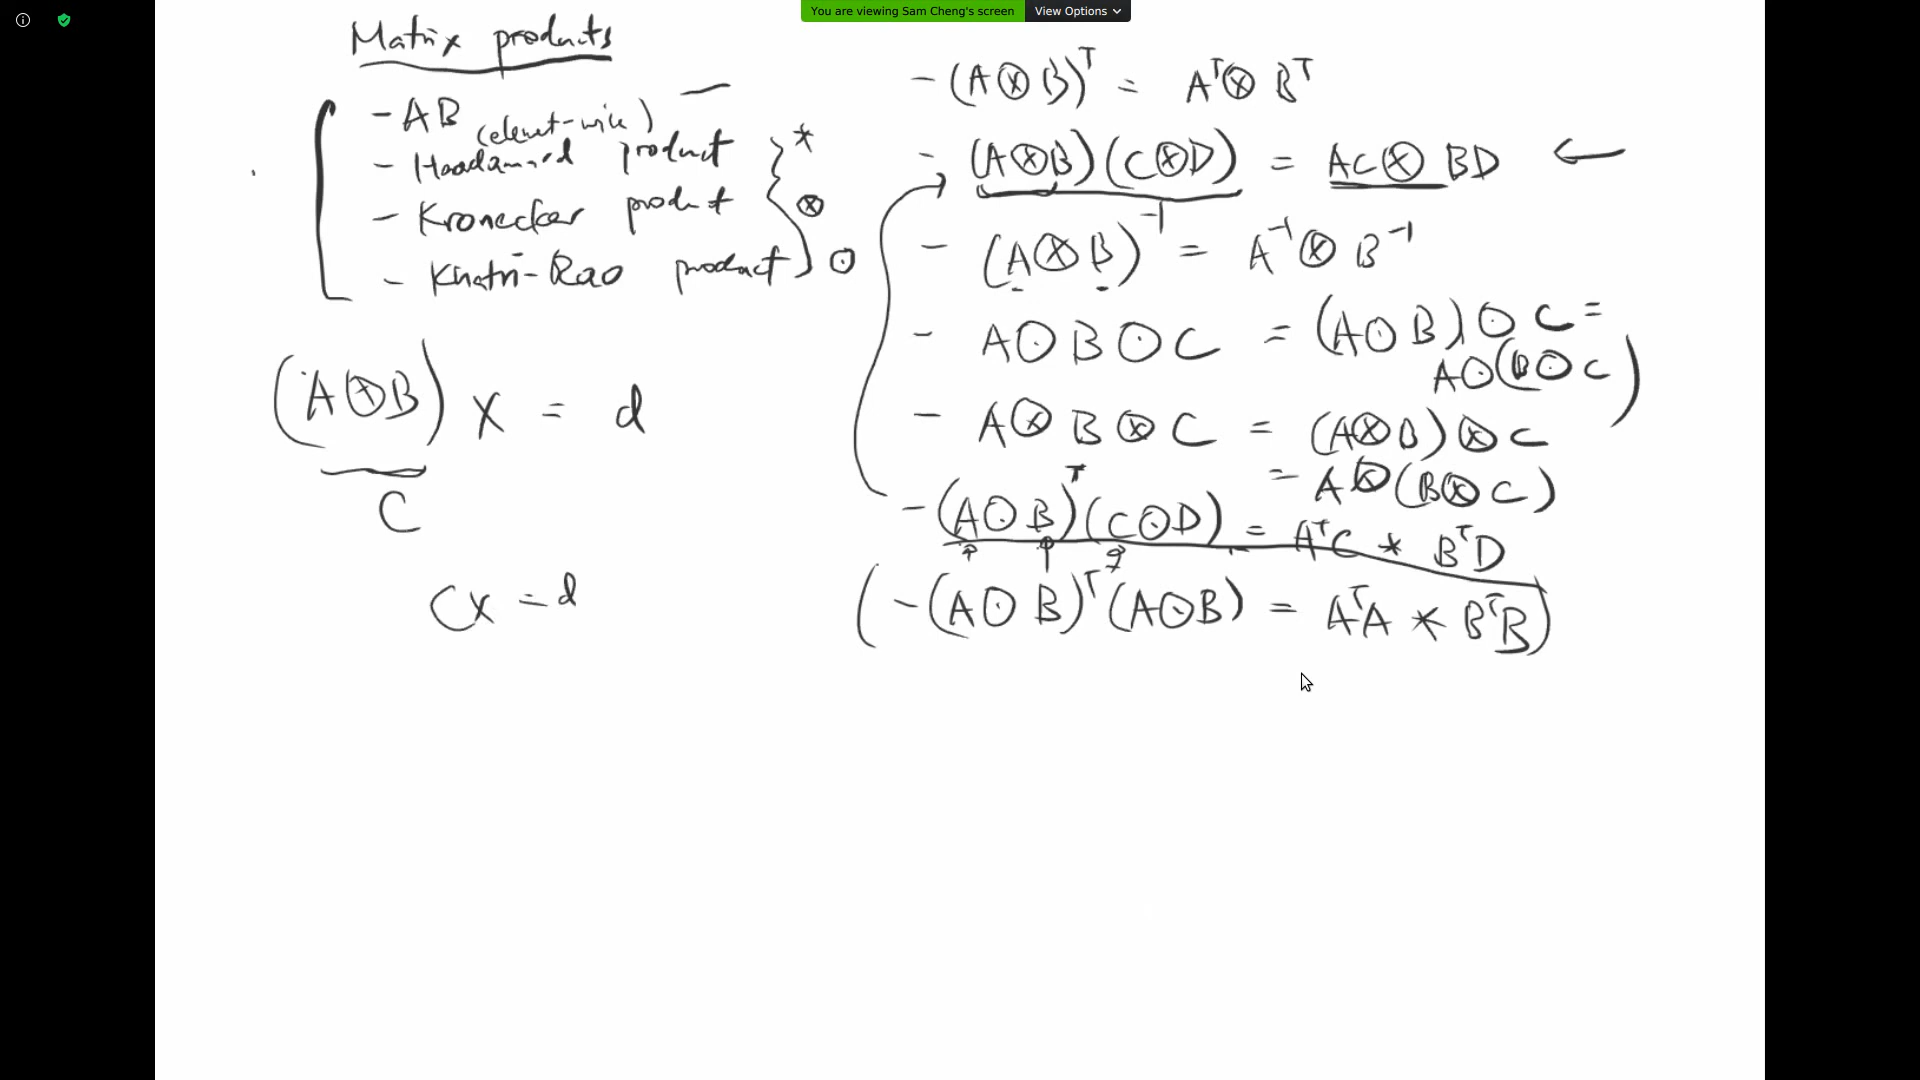 You are viewing Sam Cheng's screen View Options
Matrix products
- AB
(elemet-wise)
- Hadamard product *
- Kronecker product ⊗
- Khatri-Rao product ⊙
(A⊗B) x = d
C
Cx = d
- (A⊗B)ᵀ = Aᵀ⊗Bᵀ
- (A⊗B)(C⊗D) = AC⊗BD ←
- (A⊗B)⁻¹ = A⁻¹⊗B⁻¹
- A⊙B⊙C = (A⊙B)⊙C =
A⊙(B⊙C)
- A⊗B⊗C = (A⊗B)⊗C
= A⊗(B⊗C)
- (A⊙B)ᵀ(C⊙D) = AᵀC * BᵀD
(- (A⊙B)ᵀ(A⊙B) = AᵀA * BᵀB)